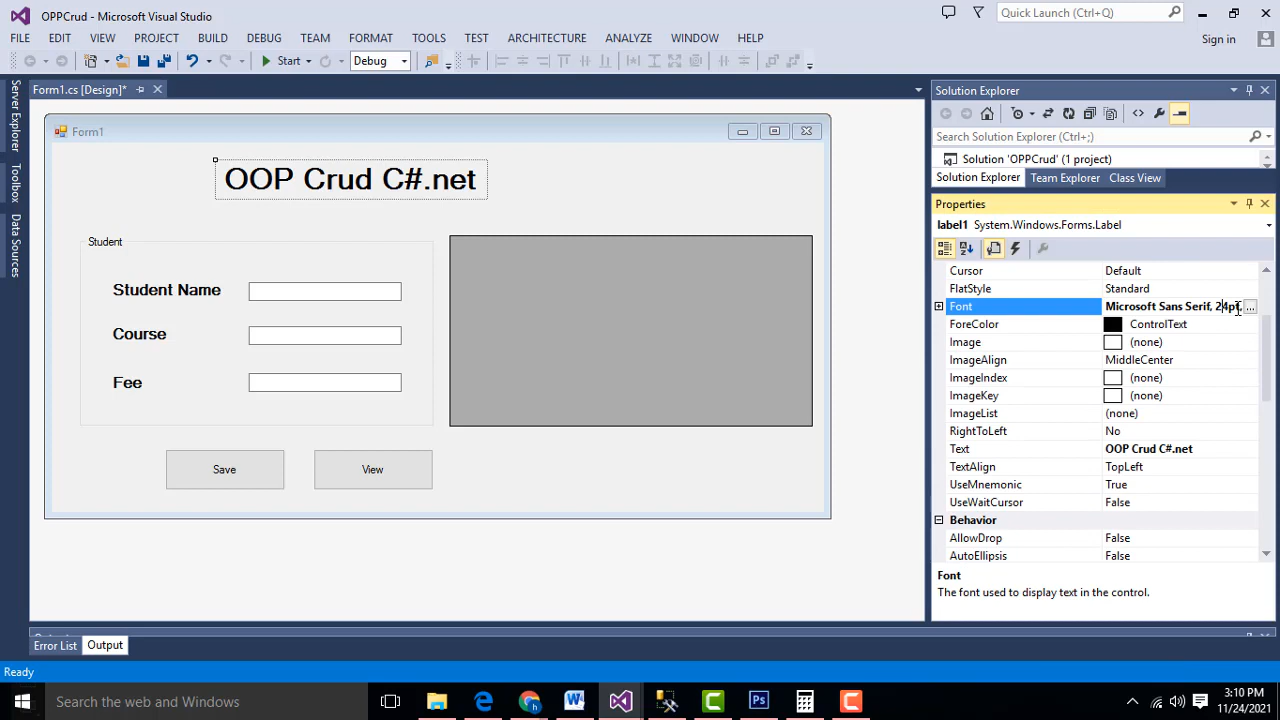 OPPCrud - Microsoft Visual Studio
Quick Launch (Ctrl+Q)
FILE EDIT VIEW PROJECT BUILD DEBUG TEAM FORMAT TOOLS TEST ARCHITECTURE ANALYZE WINDOW HELP
Sign in
Start Debug
Server Explorer
Toolbox
Data Sources
Form1.cs [Design]*
Form1
OOP Crud C#.net
Student
Student Name
Course
Fee
Save View
Solution Explorer
Search Solution Explorer (Ctrl+;)
Solution 'OPPCrud' (1 project)
Solution Explorer Team Explorer Class View
Properties
label1 System.Windows.Forms.Label
Cursor Default
FlatStyle Standard
Font Microsoft Sans Serif, 24pt, ...
ForeColor ControlText
Image (none)
ImageAlign MiddleCenter
ImageIndex (none)
ImageKey (none)
ImageList (none)
RightToLeft No
Text OOP Crud C#.net
TextAlign TopLeft
UseMnemonic True
UseWaitCursor False
Behavior
AllowDrop False
AutoEllipsis False
Font
The font used to display text in the control.
Error List Output
Ready
Search the web and Windows
3:10 PM
11/24/2021